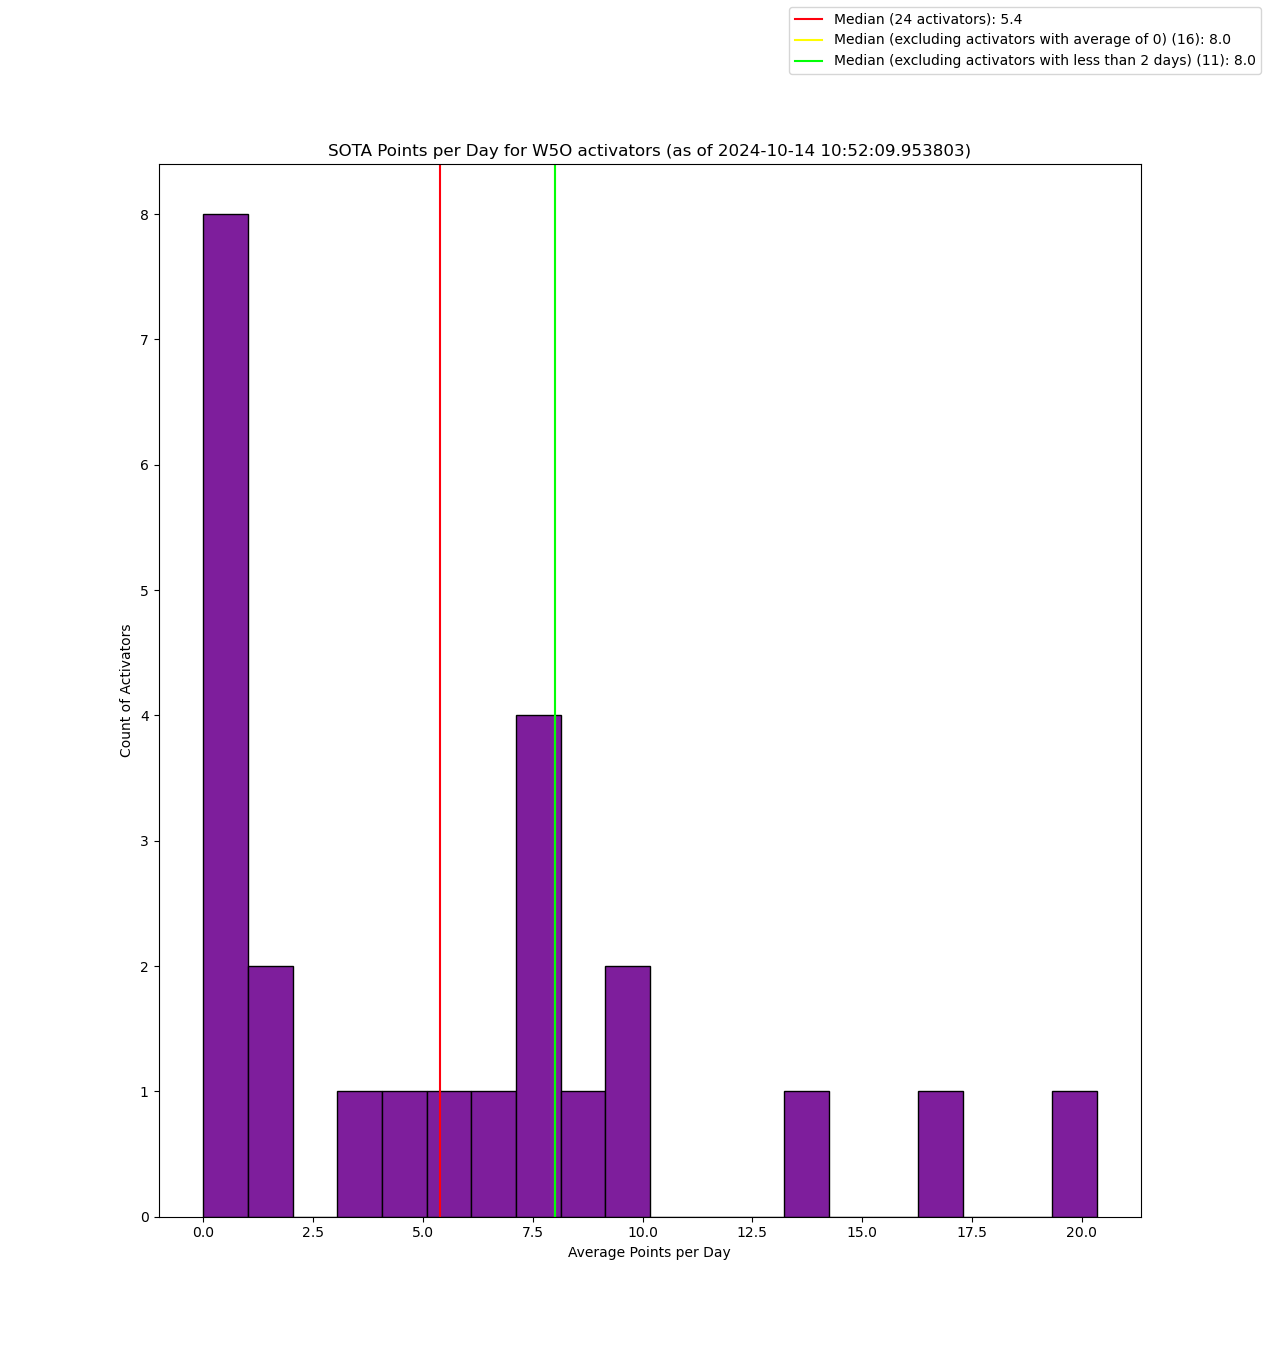 Median (24 activators): 5.4
Median (excluding activators with average of 0) (16): 8.0
Median (excluding activators with less than 2 days) (11): 8.0
SOTA Points per Day for W5O activators (as of 2024-10-14 10:52:09.953803)
8
7
6
5
4
3
2
1
0
Count of Activators
0.0 2.5 5.0 7.5 10.0 12.5 15.0 17.5 20.0
Average Points per Day